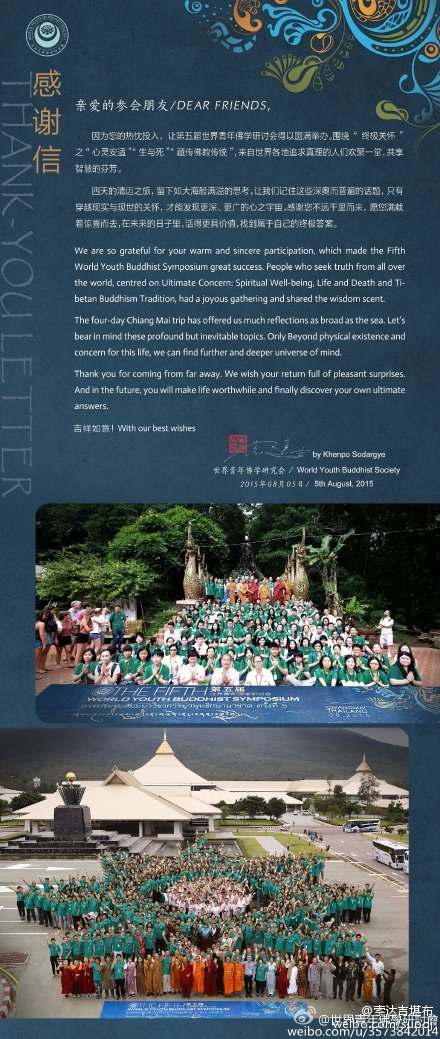 感谢信
THANK-YOU LETTER
亲爱的参会朋友/DEAR FRIENDS,
因为您的热忱投入，让第五届世界青年佛学研讨会得以圆满举办。围绕“终极关怀”
之“心灵安适”“生与死”“藏传佛教传统”，来自世界各地追求真理的人们欢聚一堂，共享
智慧的芬芳。
四天的清迈之旅，留下如大海般满溢的思考。让我们记住这些深奥而普遍的话题，只有
穿越现实与现世的关怀，才能发现更深、更广的心之宇宙。感谢您不远千里而来，愿您满载
着惊喜而去，在未来的日子里，活得更具价值，找到属于自己的终极答案。
We are so grateful for your warm and sincere participation, which made the Fifth
World Youth Buddhist Symposium great success. People who seek truth from all over
the world, centred on Ultimate Concern: Spiritual Well-being, Life and Death and Ti-
betan Buddhism Tradition, had a joyous gathering and shared the wisdom scent.
The four-day Chiang Mai trip has offered us much reflections as broad as the sea. Let's
bear in mind these profound but inevitable topics. Only Beyond physical existence and
concern for this life, we can find further and deeper universe of mind.
Thank you for coming from far away. We wish your return full of pleasant surprises.
And in the future, you will make life worthwhile and finally discover your own ultimate
answers.
吉祥如意！With our best wishes
by Khenpo Sodargye
世界青年佛学研究会 / World Youth Buddhist Society
2015年08月05日 / 5th August, 2015
THE FIFTH 第五届
WORLD YOUTH BUDDHIST SYMPOSIUM
CHIANGMAI
THAILAND
08.2015
THE FIFTH 第五届
@索达吉堪布
@世界青年佛学研讨会
weibo.com/u/3573842014